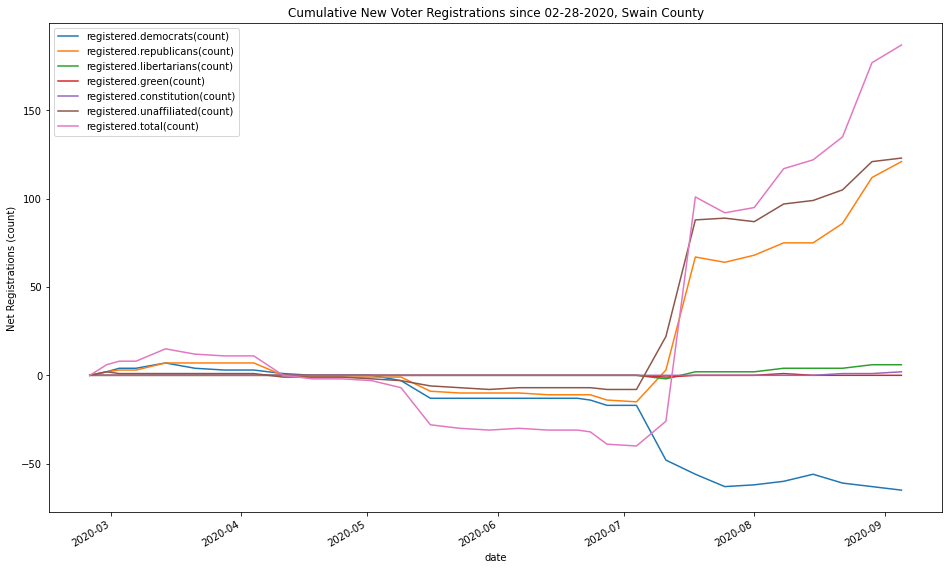 Cumulative New Voter Registrations since 02-28-2020, Swain County
registered.democrats(count)
registered.republicans(count)
registered.libertarians(count)
registered.green(count)
registered.constitution(count)
registered.unaffiliated(count)
registered.total(count)
Net Registrations (count)
150
100
50
0
−50
2020-03
2020-04
2020-05
2020-06
2020-07
2020-08
2020-09
date